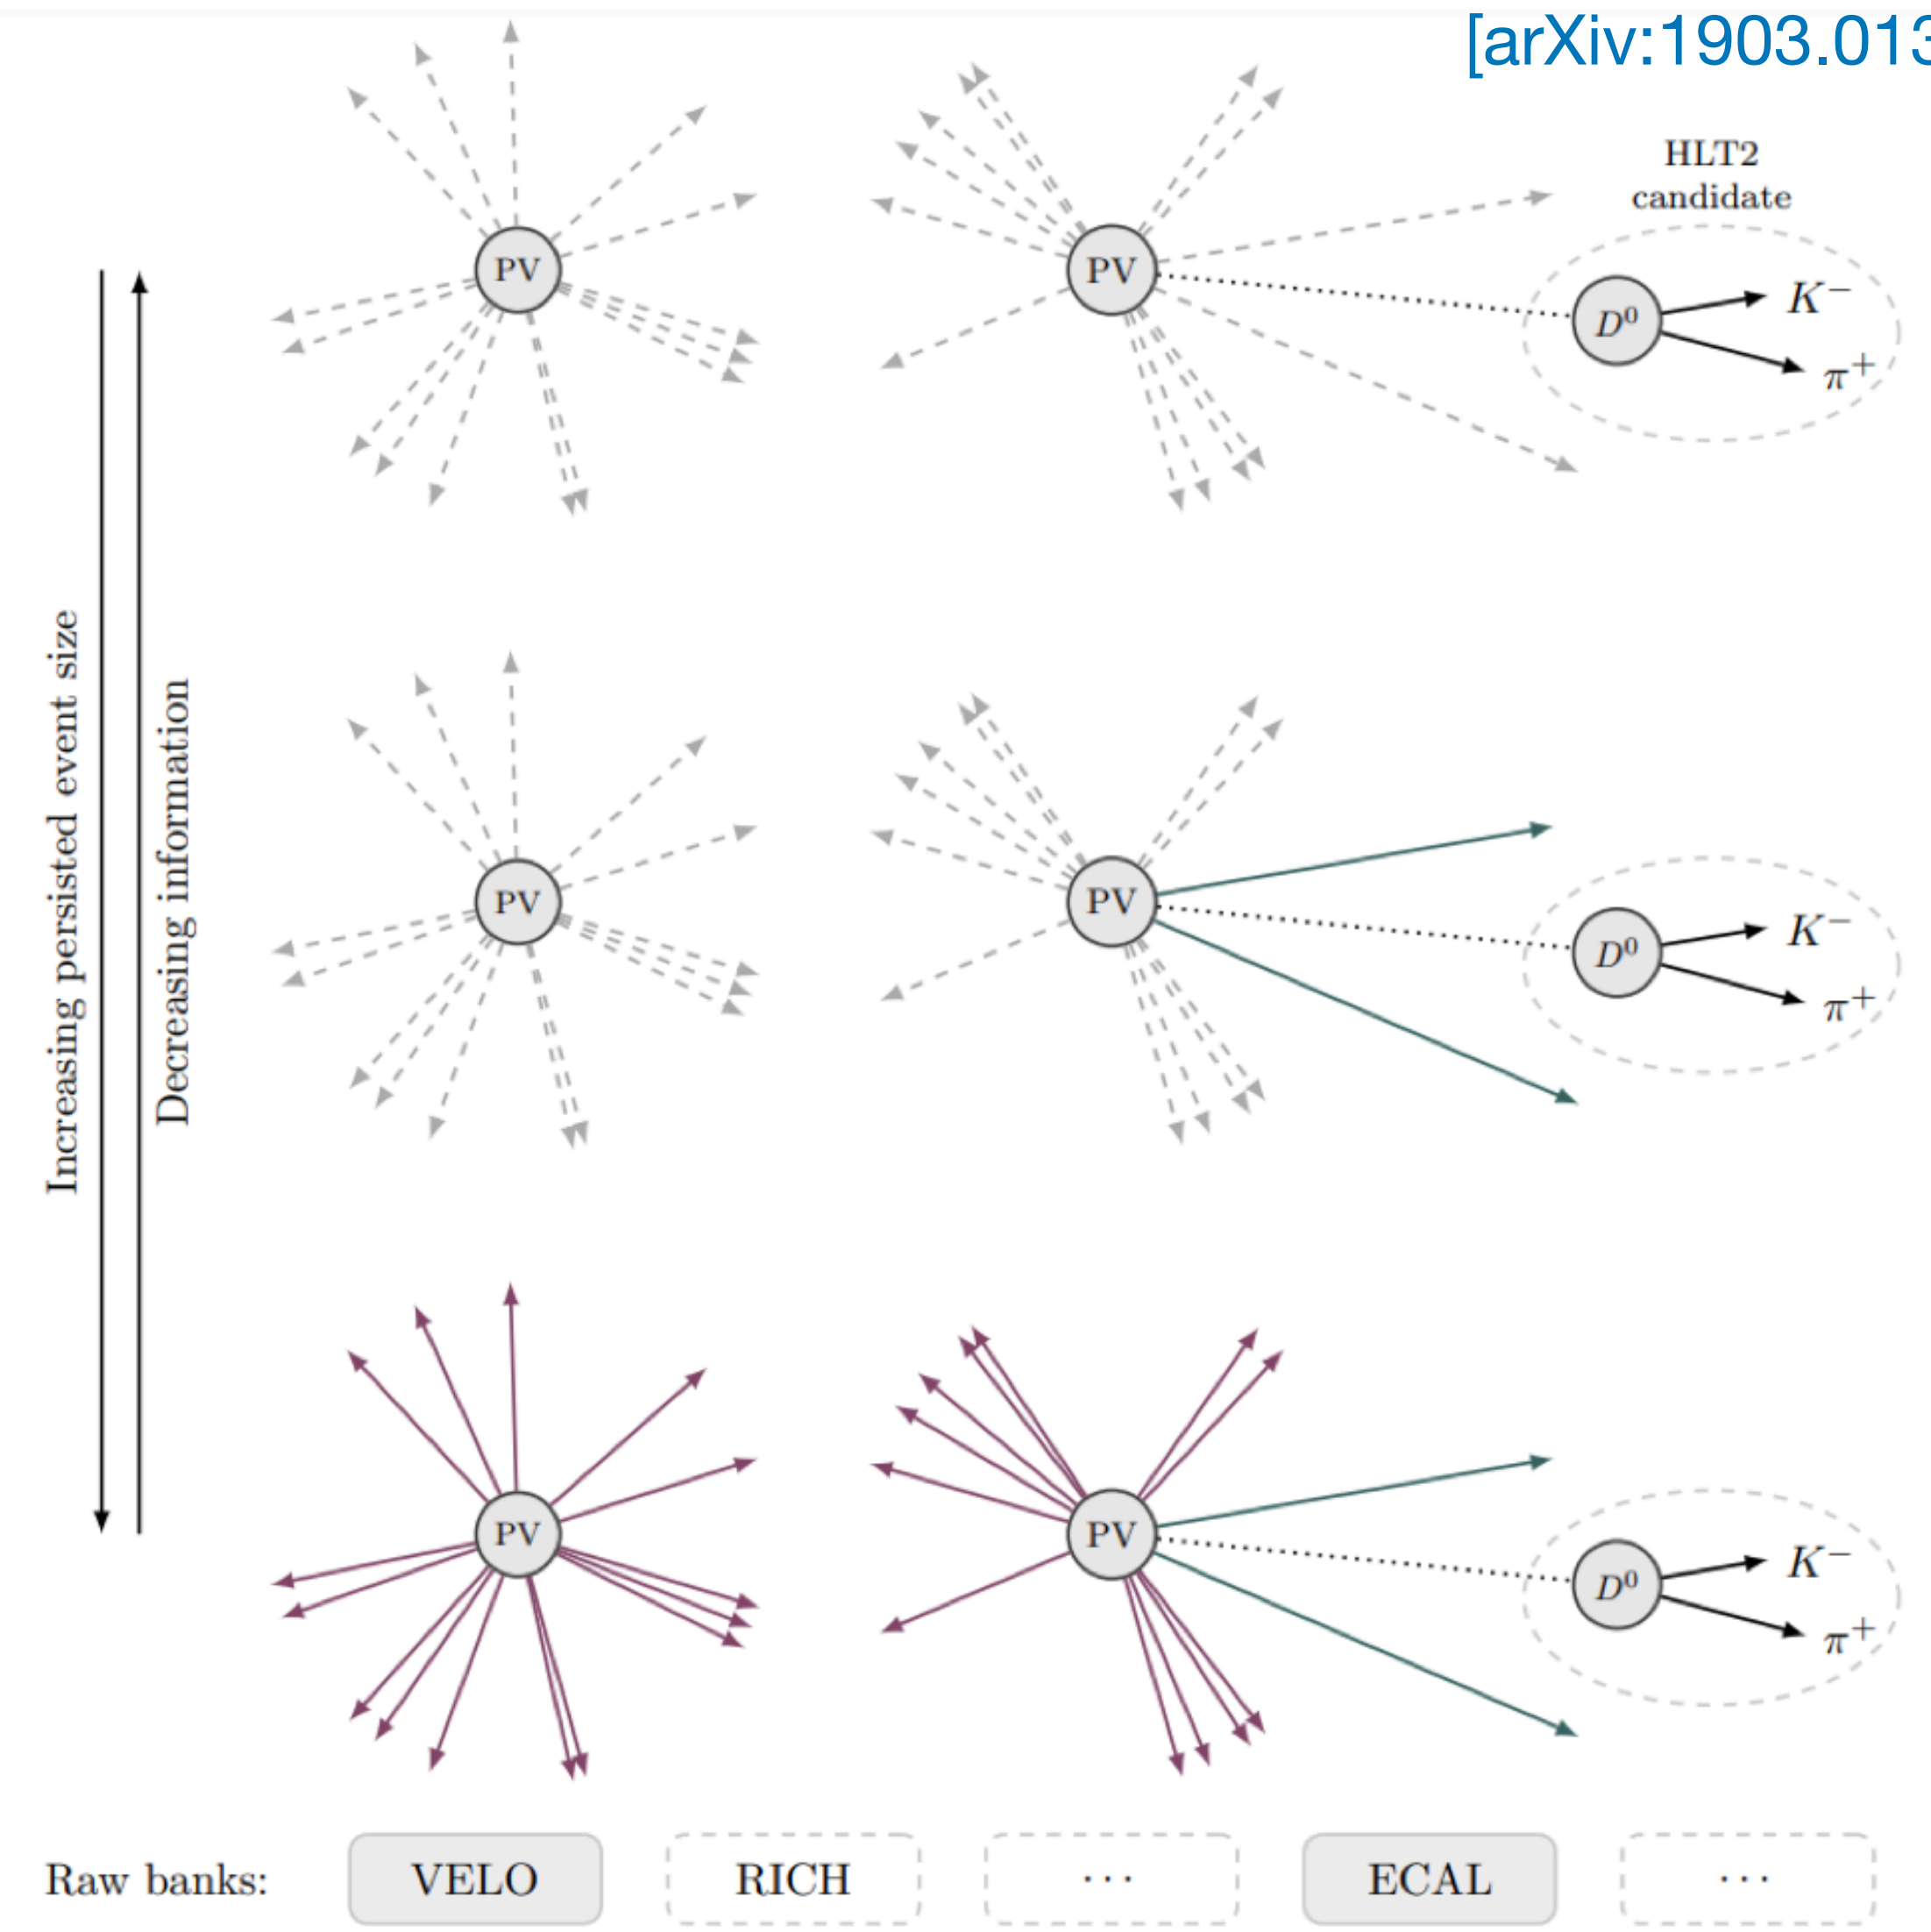 [arXiv:1903.013
HLT2
candidate
PV
PV
D⁰
K⁻
π⁺
Increasing persisted event size
Decreasing information
PV
PV
D⁰
K⁻
π⁺
PV
PV
D⁰
K⁻
π⁺
Raw banks:
VELO
RICH
···
ECAL
···